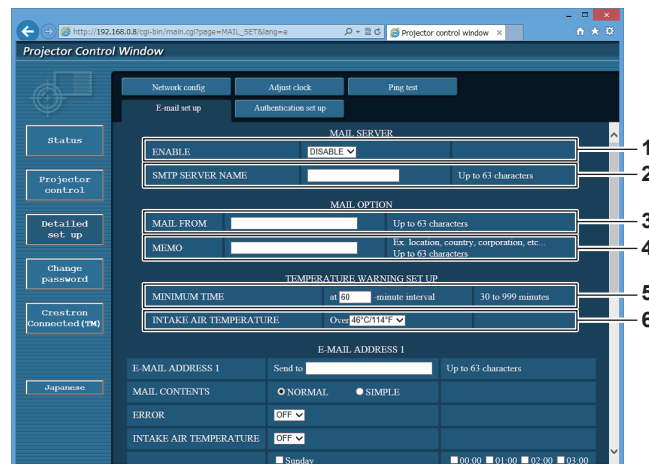 http://192.168.0.8/cgi-bin/main.cgi?page=MAIL_SET&lang=e
Projector control window
Projector Control Window
Network config
Adjust clock
Ping test
E-mail set up
Authentication set up
Status
Projector control
Detailed set up
Change password
Crestron Connected(TM)
Japanese
MAIL SERVER
ENABLE DISABLE 1
SMTP SERVER NAME Up to 63 characters 2
MAIL OPTION
MAIL FROM Up to 63 characters 3
MEMO Ex. location, country, corporation, etc... 4
Up to 63 characters
TEMPERATURE WARNING SET UP
MINIMUM TIME at 60 -minute interval 30 to 999 minutes 5
INTAKE AIR TEMPERATURE Over 46°C/114°F 6
E-MAIL ADDRESS 1
E-MAIL ADDRESS 1 Send to Up to 63 characters
MAIL CONTENTS NORMAL SIMPLE
ERROR OFF
INTAKE AIR TEMPERATURE OFF
Sunday 00:00 01:00 02:00 03:00